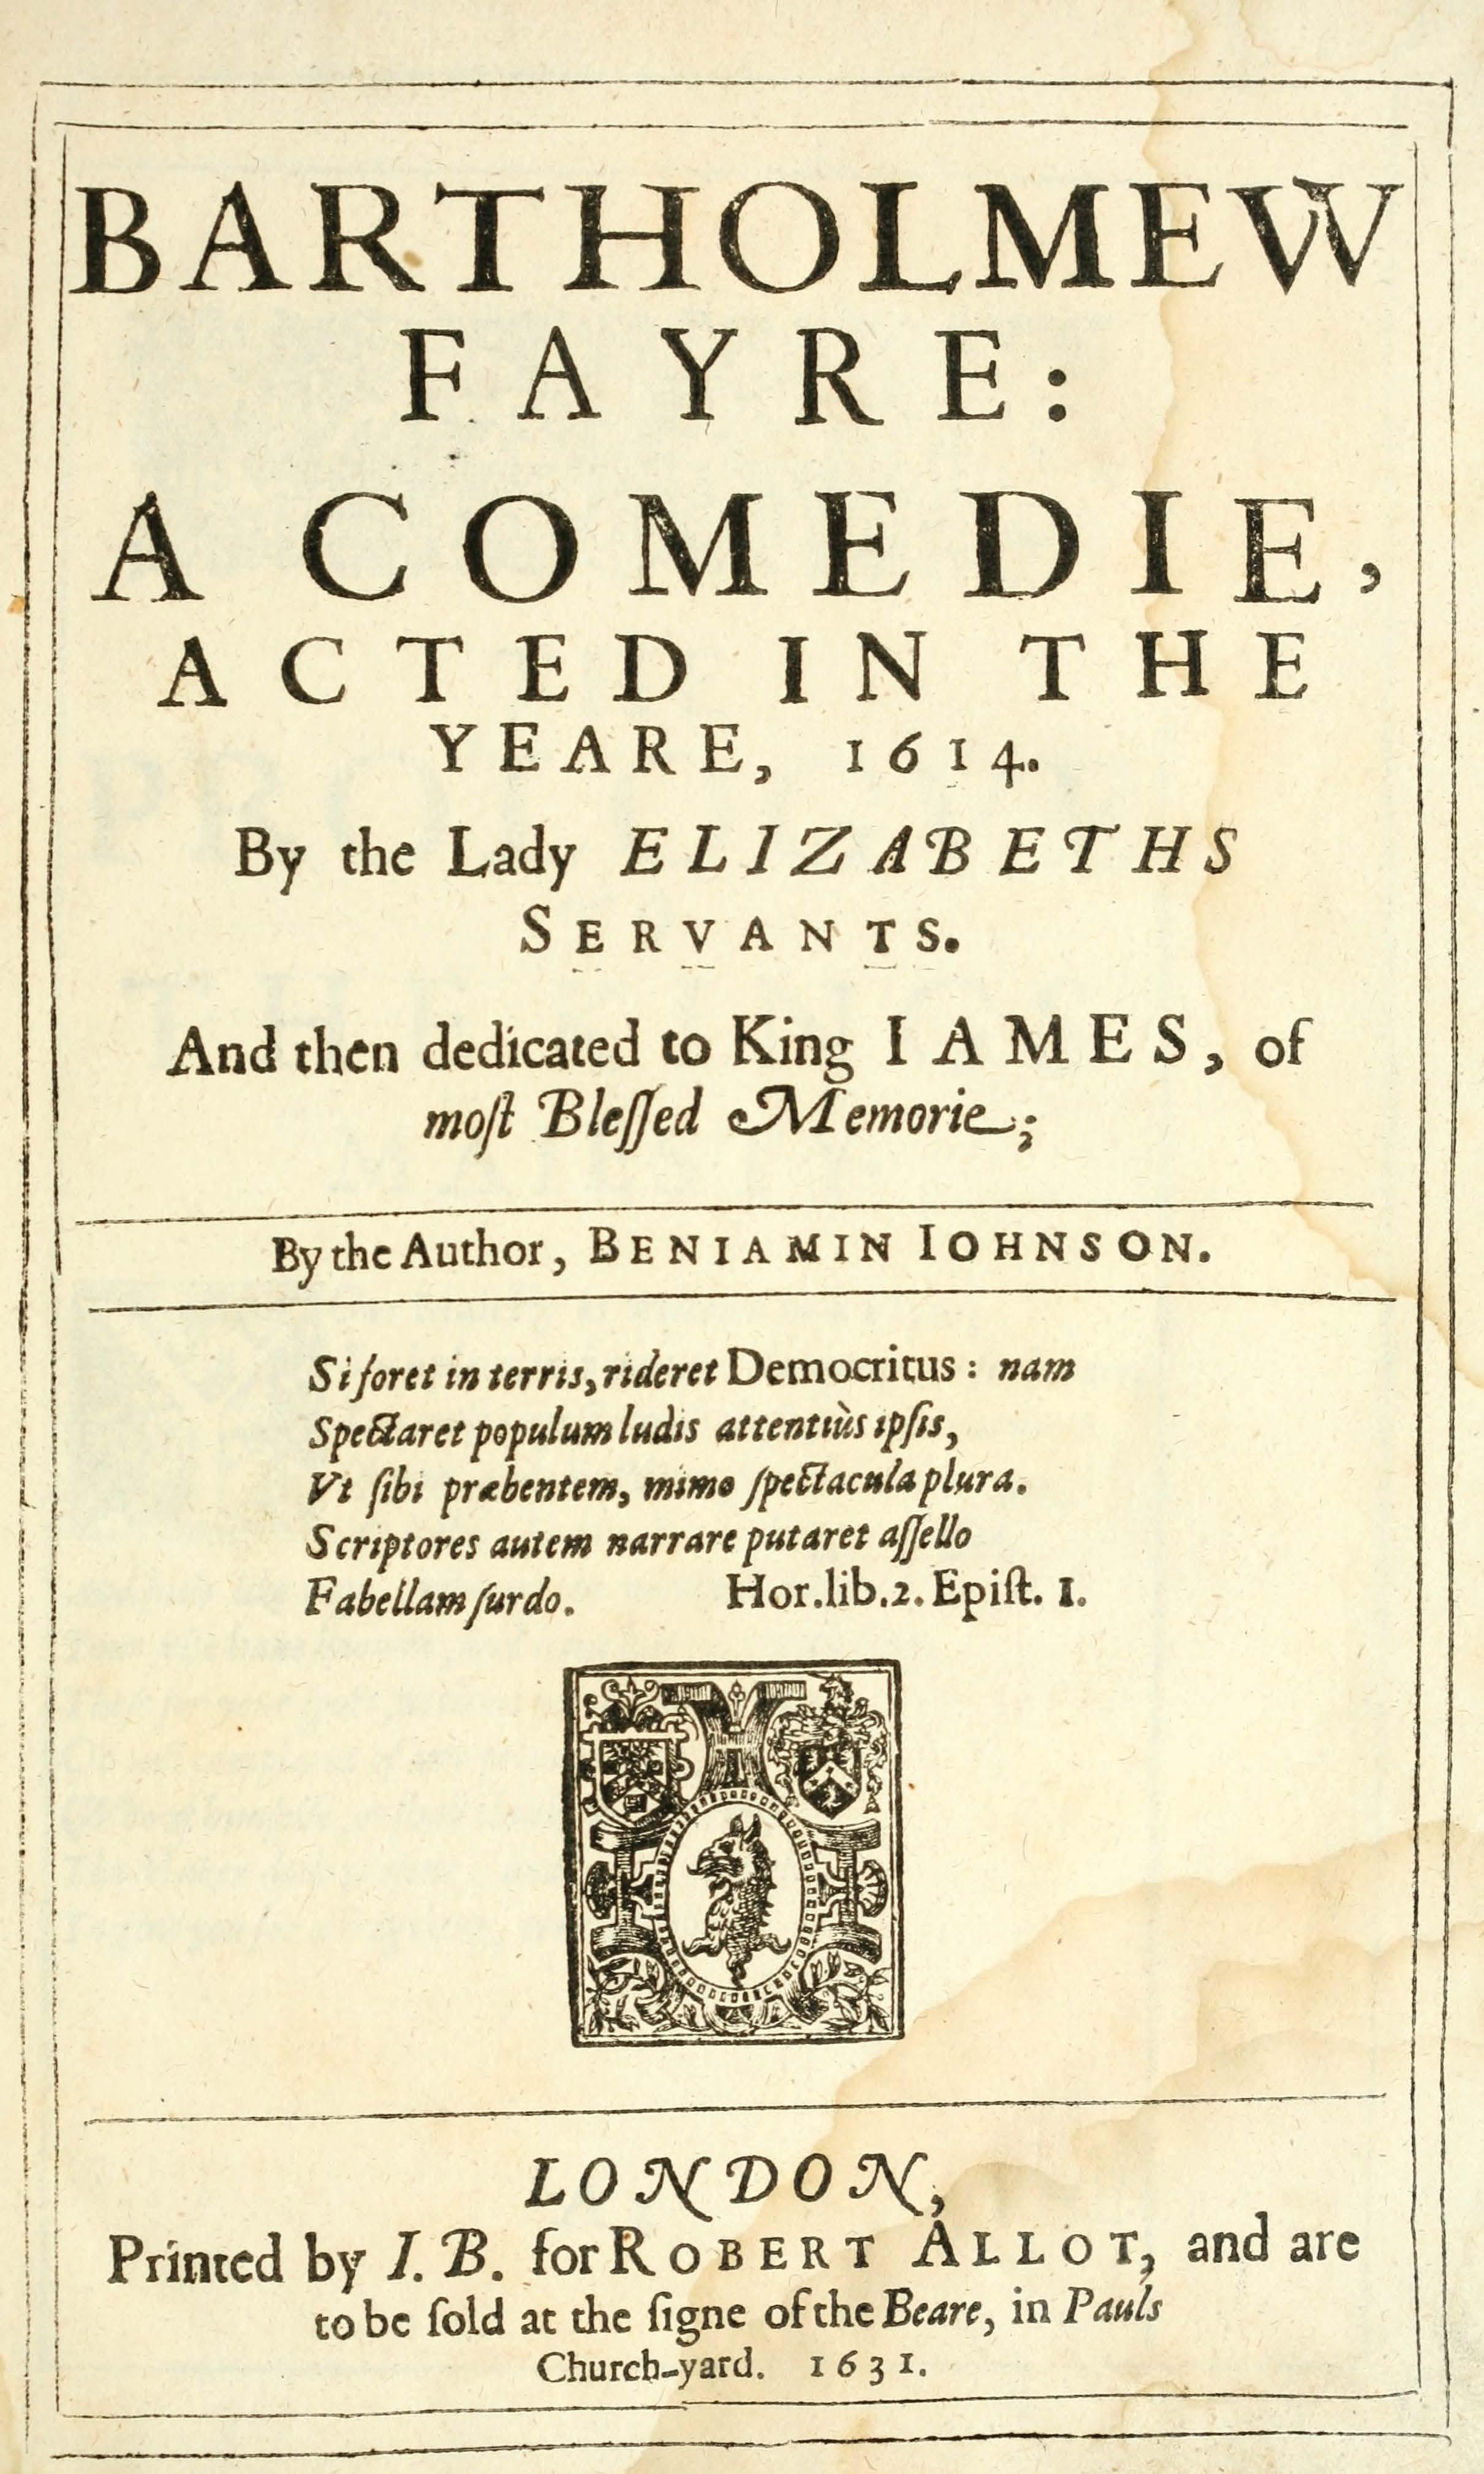 BARTHOLMEW
FAYRE:
A COMEDIE,
ACTED IN THE
YEARE, 1614.
By the Lady ELIZABETHS
SERVANTS.
And then dedicated to King IAMES, of
moſt Bleſſed Memorie;
By the Author, BENIAMIN IOHNSON.
Si foret in terris, rideret Democritus: nam
Spectaret populum ludis attentiùs ipſis,
Vt ſibi præbentem, mimo ſpectacula plura.
Scriptores autem narrare putaret aſſello
Fabellam ſurdo. Hor.lib.2. Epiſt. 1.
LONDON,
Printed by I. B. for ROBERT ALLOT, and are
to be ſold at the ſigne of the Beare, in Pauls
Church-yard. 1631.